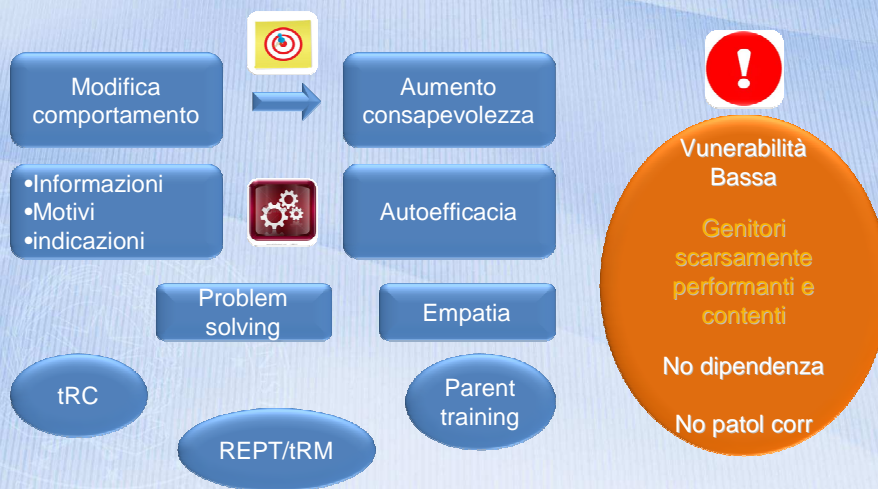 Modifica
comportamento
Aumento
consapevolezza
•Informazioni
•Motivi
•indicazioni
Autoefficacia
Problem
solving
Empatia
tRC
REPT/tRM
Parent
training
!
Vunerabilità
Bassa
Genitori
scarsamente
performanti e
contenti
No dipendenza
No patol corr